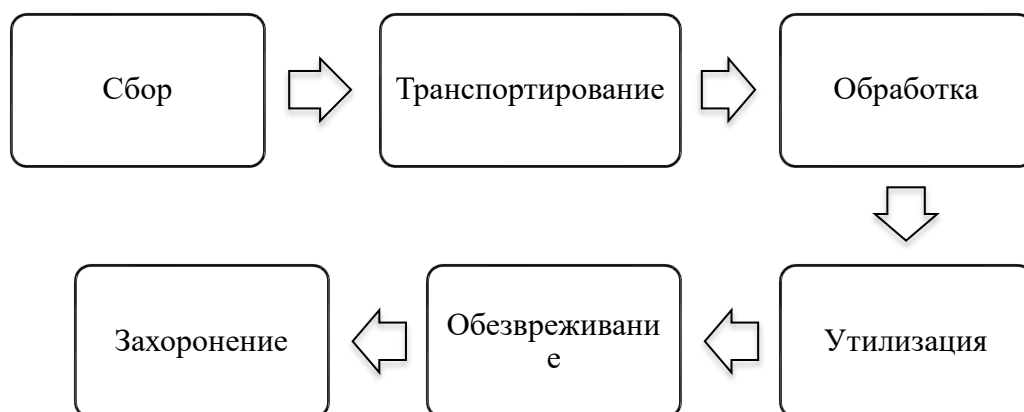 Сбор
Транспортирование
Обработка
Утилизация
Обезвреживани
е
Захоронение